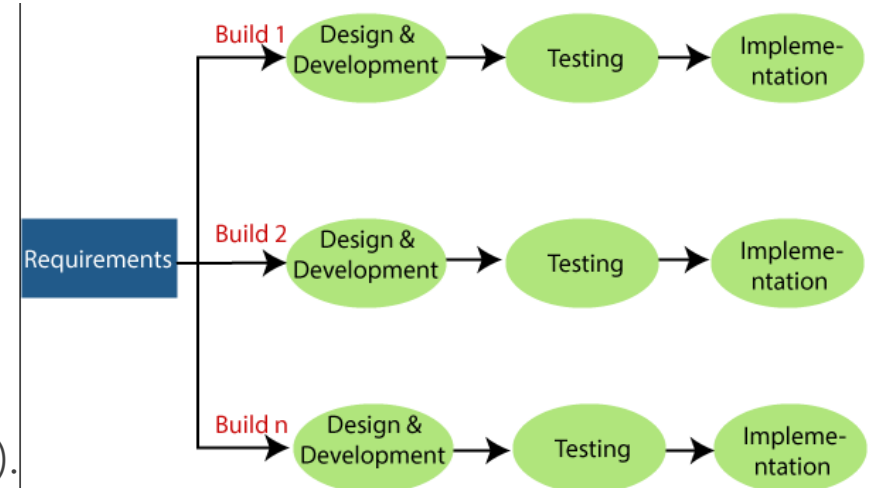 Build 1
Design &
Development
Testing
Impleme-
ntation
Requirements
Build 2
Design &
Development
Testing
Impleme-
ntation
Build n
Design &
Development
Testing
Impleme-
ntation
).